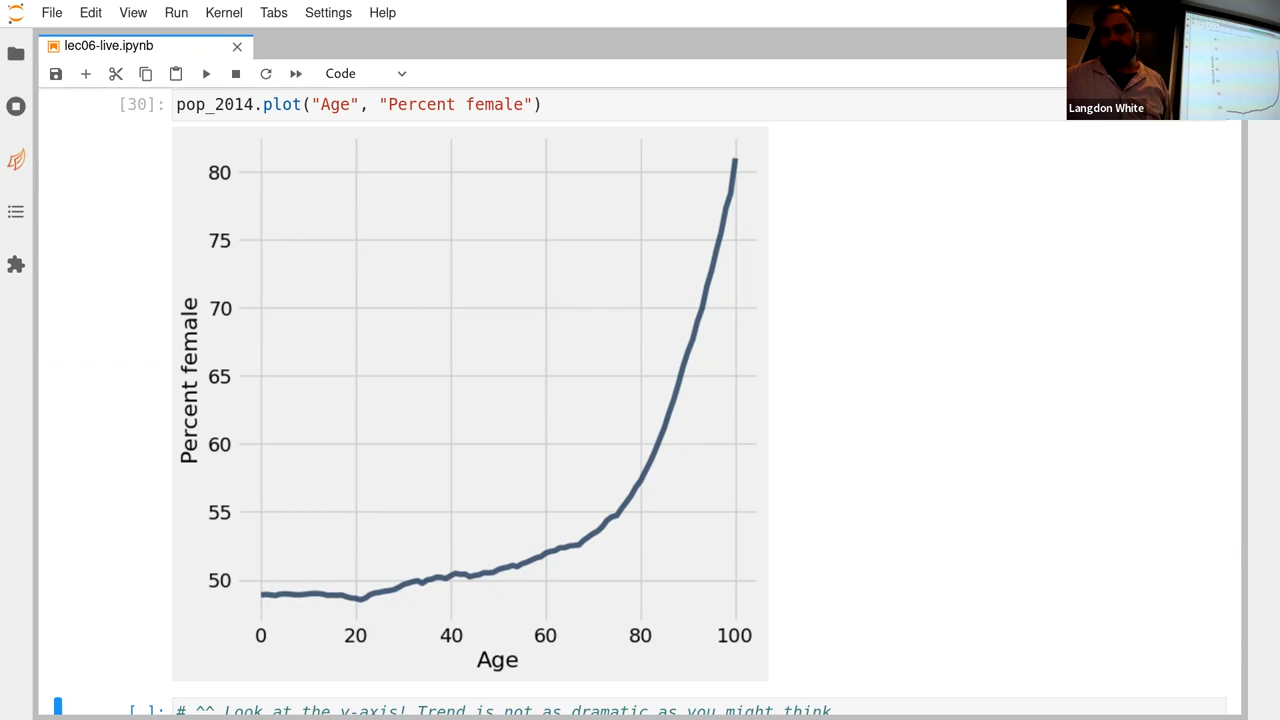 File Edit View Run Kernel Tabs Settings Help
lec06-live.ipynb
Code
Langdon White
[30]: pop_2014.plot("Age", "Percent female")
80
75
70
65
60
55
50
Percent female
0 20 40 60 80 100
Age
[ ]: # ^^ Look at the y-axis! Trend is not as dramatic as you might think